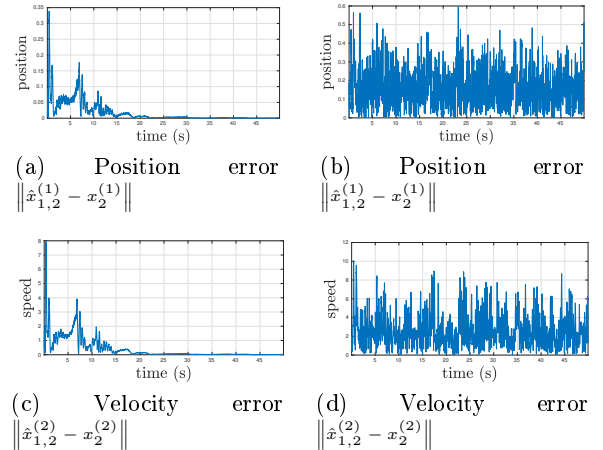 0.35
0.3
0.25
0.2
0.15
0.1
0.05
0
5 10 15 20 25 30 35 40 45
position
time (s)
0.6
0.5
0.4
0.3
0.2
0.1
0
5 10 15 20 25 30 35 40 45
position
time (s)
(a) Position error
‖x̂₁,₂⁽¹⁾ − x₂⁽¹⁾‖
(b) Position error
‖x̂₁,₂⁽¹⁾ − x₂⁽¹⁾‖
8
7
6
5
4
3
2
1
0
5 10 15 20 25 30 35 40 45
speed
time (s)
12
10
8
6
4
2
0
5 10 15 20 25 30 35 40 45
speed
time (s)
(c) Velocity error
‖x̂₁,₂⁽²⁾ − x₂⁽²⁾‖
(d) Velocity error
‖x̂₁,₂⁽²⁾ − x₂⁽²⁾‖